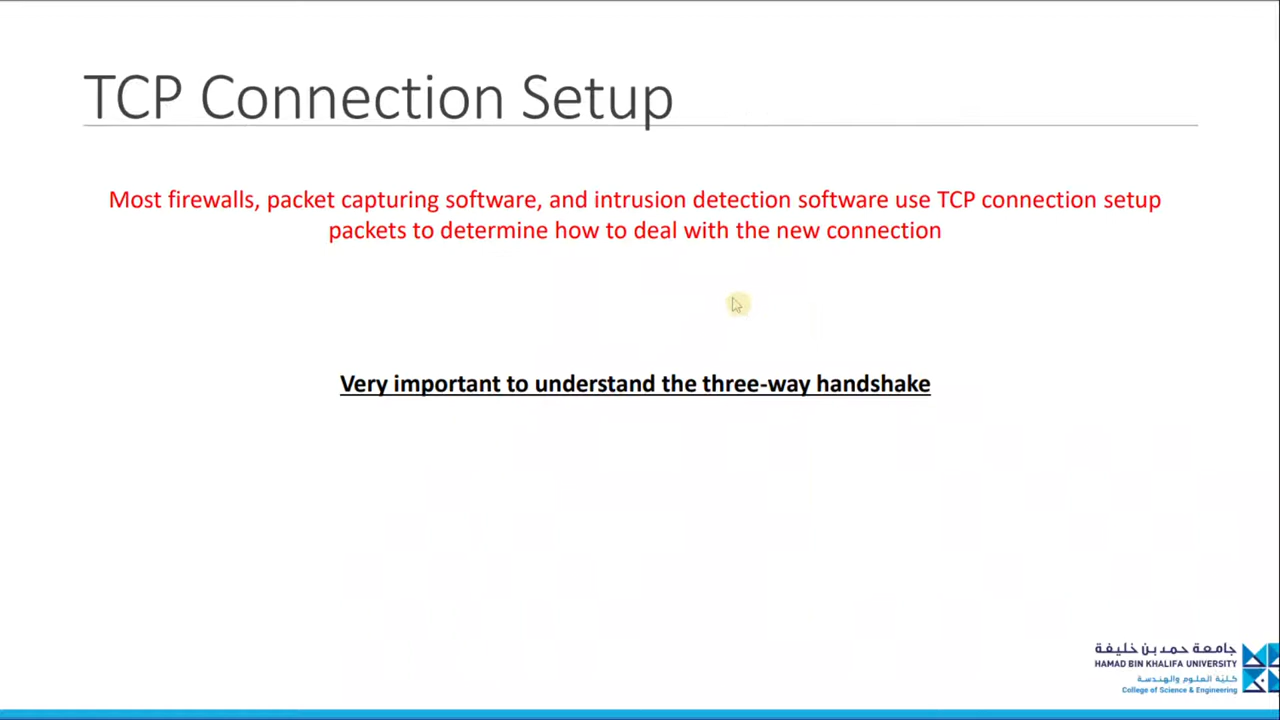 TCP Connection Setup
Most firewalls, packet capturing software, and intrusion detection software use TCP connection setup
packets to determine how to deal with the new connection
Very important to understand the three-way handshake
جامعة حمد بن خليفة
HAMAD BIN KHALIFA UNIVERSITY
كلية العلوم والهندسة
College of Science & Engineering